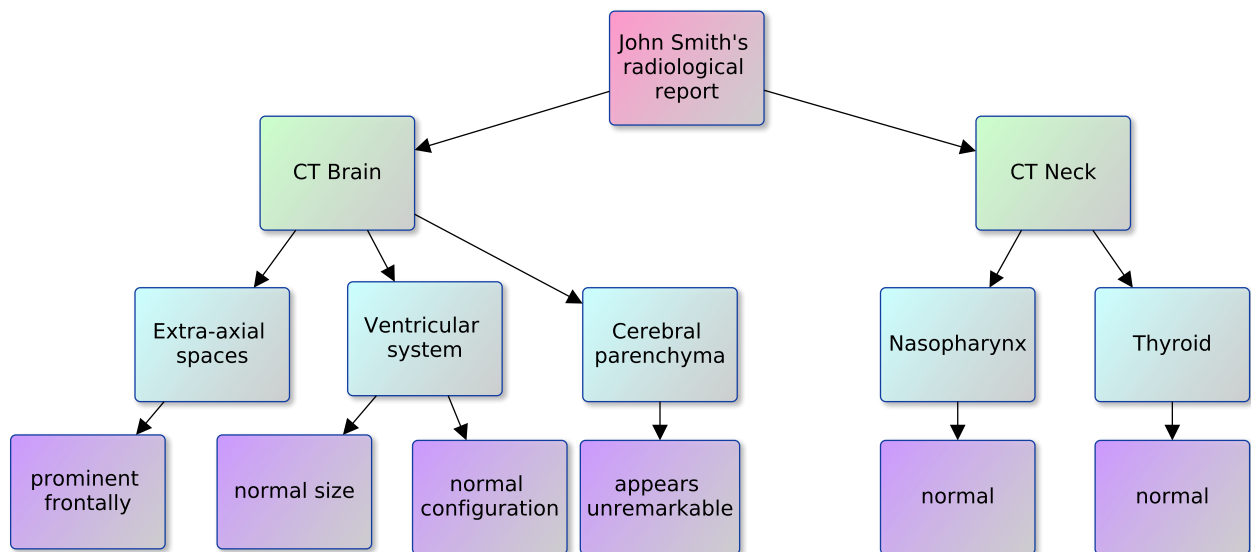 John Smith's
radiological
report
CT Brain
CT Neck
Extra-axial
spaces
Ventricular
system
Cerebral
parenchyma
Nasopharynx
Thyroid
prominent
frontally
normal size
normal
configuration
appears
unremarkable
normal
normal